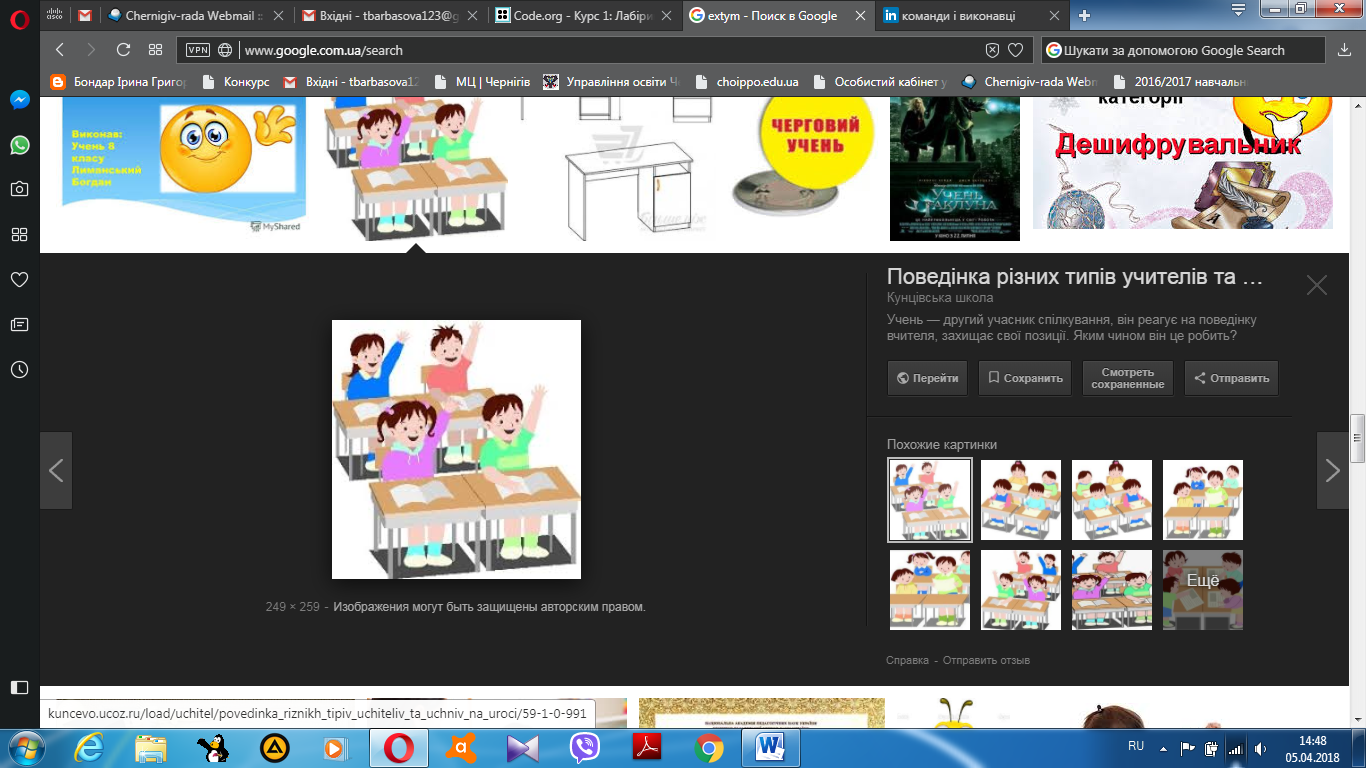 Chernigiv-rada Webmail ::
Вхідні - tbarbasova123@g
Code.org - Курс 1: Лабіри
extym - Поиск в Google
команди і виконавці
VPN
www.google.com.ua/search
Шукати за допомогою Google Search
Бондар Ірина Григор
Конкурс
Вхідні - tbarbasova12
МЦ | Чернігів
Управління освіти Ч
choippo.edu.ua
Особистий кабінет у
Chernigiv-rada Webm
2016/2017 навчальн
Виконав:
Учень 8
класу
Лиманський
Богдан
MyShared
ЧЕРГОВИЙ
УЧЕНЬ
УЧЕНЬ
ЧАКЛУНА
категорії
Дешифрувальник
Поведінка різних типів учителів та ...
Кунцівська школа
Учень — другий учасник спілкування, він реагує на поведінку
вчителя, захищає свої позиції. Яким чином він це робить?
Перейти
Сохранить
Смотреть
сохраненные
Отправить
Похожие картинки
Ещё
249 × 259 - Изображения могут быть защищены авторским правом.
Справка - Отправить отзыв
kuncevo.ucoz.ru/load/uchitel/povedinka_riznikh_tipiv_uchiteliv_ta_uchniv_na_uroci/59-1-0-991
RU
14:48
05.04.2018